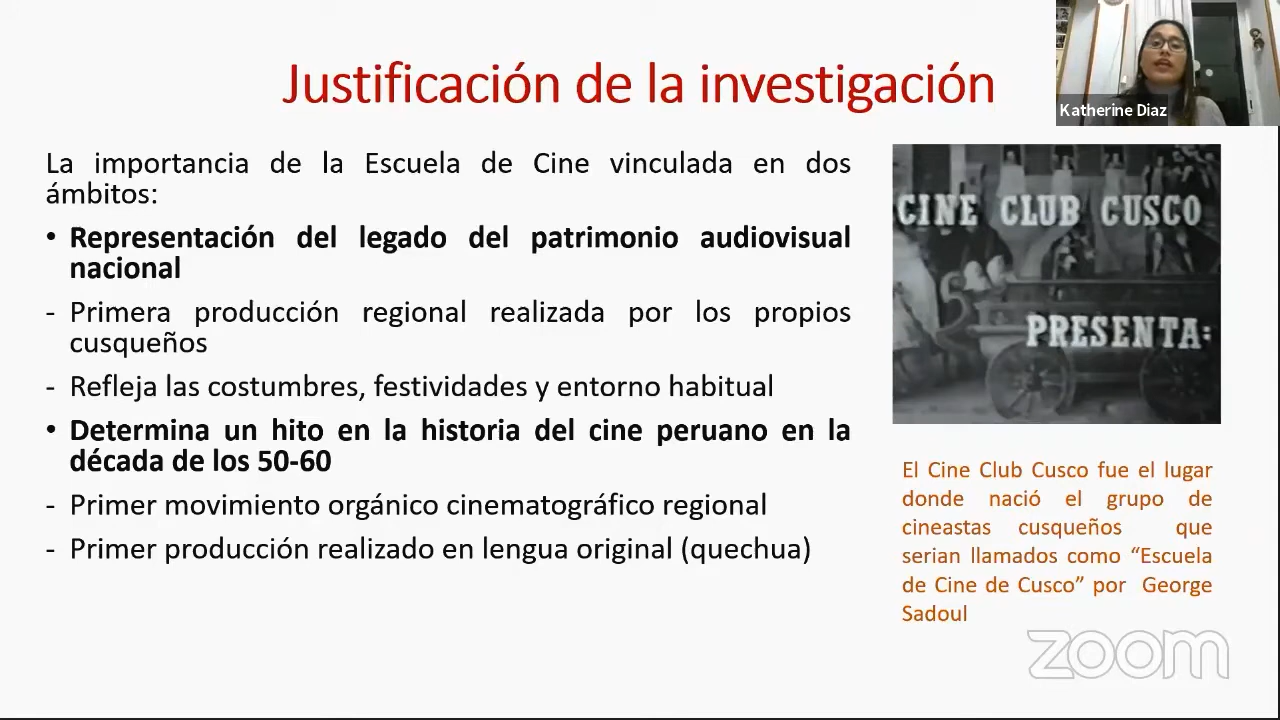 Justificación de la investigación
Katherine Diaz
La importancia de la Escuela de Cine vinculada en dos
ámbitos:
• Representación del legado del patrimonio audiovisual
nacional
- Primera producción regional realizada por los propios
cusqueños
- Refleja las costumbres, festividades y entorno habitual
• Determina un hito en la historia del cine peruano en la
década de los 50-60
- Primer movimiento orgánico cinematográfico regional
- Primer producción realizado en lengua original (quechua)
CINE CLUB CUSCO
PRESENTA:
El Cine Club Cusco fue el lugar
donde nació el grupo de
cineastas cusqueños que
serian llamados como “Escuela
de Cine de Cusco” por George
Sadoul
zoom